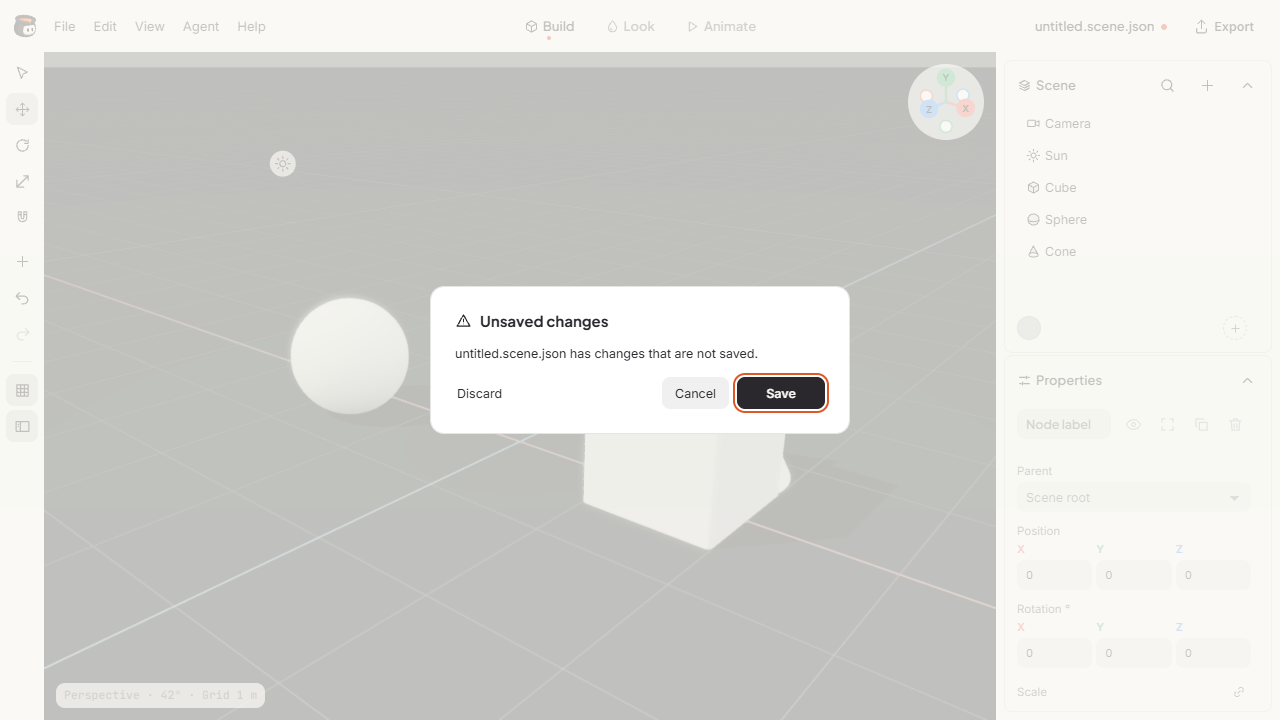 File Edit View Agent Help
Build Look Animate
untitled.scene.json Export
Y
Z X
Scene
Camera
Sun
Cube
Sphere
Cone
Unsaved changes
untitled.scene.json has changes that are not saved.
Discard Cancel Save
Properties
Node label
Parent
Scene root
Position
X Y Z
0 0 0
Rotation °
X Y Z
0 0 0
Scale
Perspective · 42° · Grid 1 m